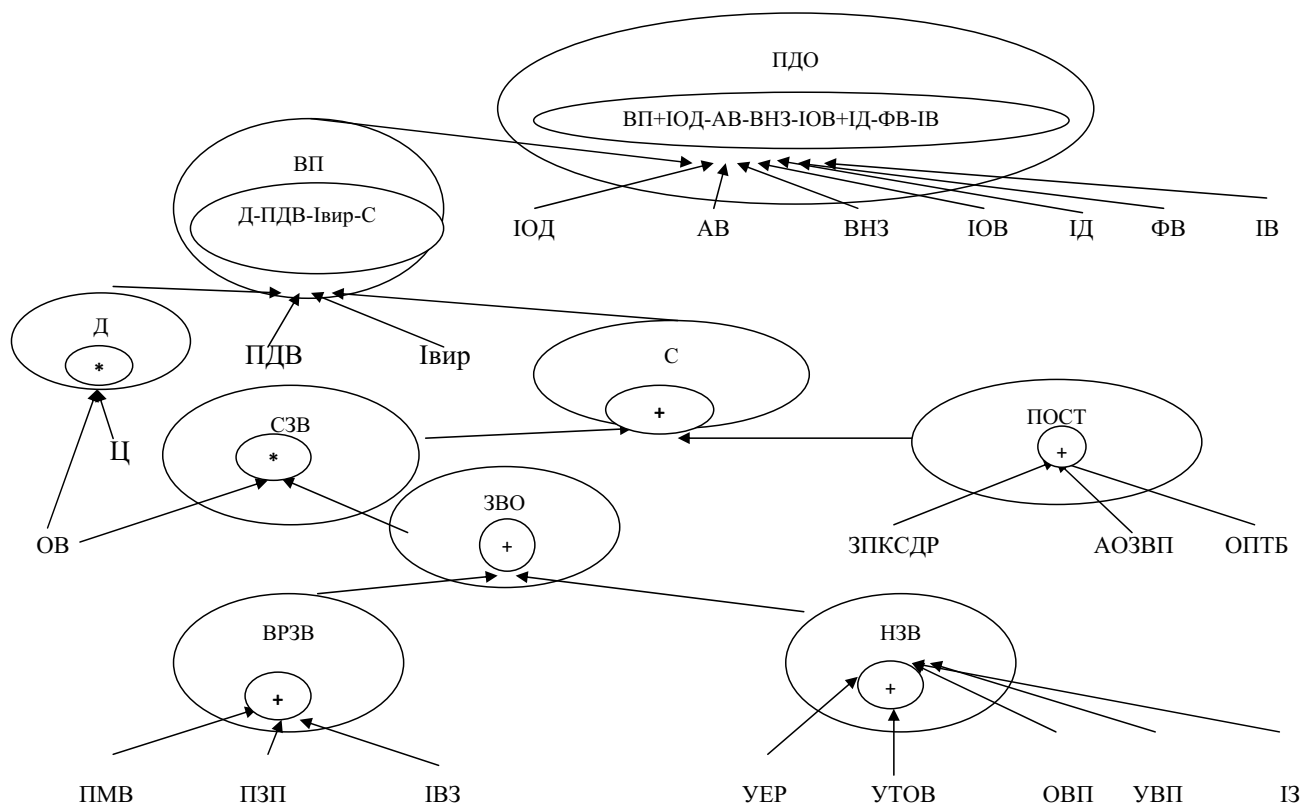 ПДО
ВП+ІОД-АВ-ВНЗ-ІОВ+ІД-ФВ-ІВ
ВП
Д-ПДВ-Івир-С
ІОД АВ ВНЗ ІОВ ІД ФВ ІВ
Д
*
ПДВ Івир
С
+
СЗВ
*
ПОСТ
+
Ц
ЗВО
+
ОВ
ЗПКСДР АОЗВП ОПТБ
ВРЗВ
+
НЗВ
+
ПМВ ПЗП ІВЗ УЕР УТОВ ОВП УВП ІЗ